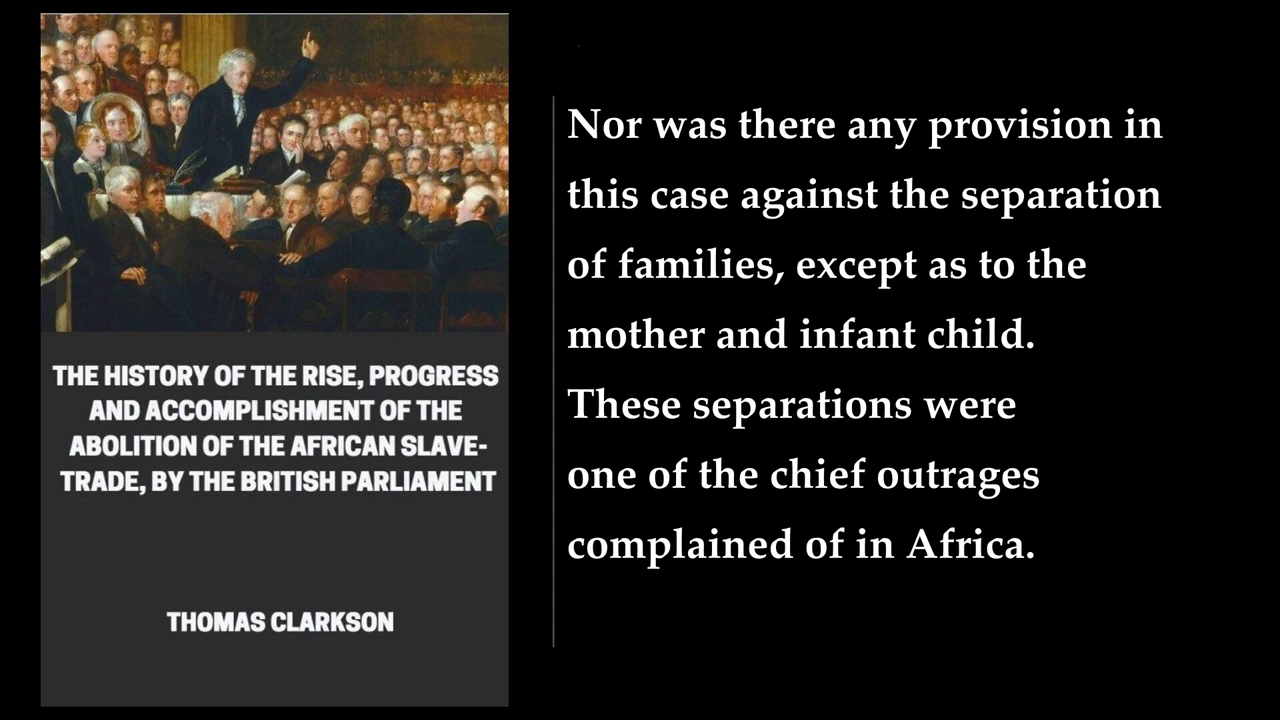 THE HISTORY OF THE RISE, PROGRESS
AND ACCOMPLISHMENT OF THE
ABOLITION OF THE AFRICAN SLAVE-
TRADE, BY THE BRITISH PARLIAMENT
THOMAS CLARKSON
Nor was there any provision in
this case against the separation
of families, except as to the
mother and infant child.
These separations were
one of the chief outrages
complained of in Africa.